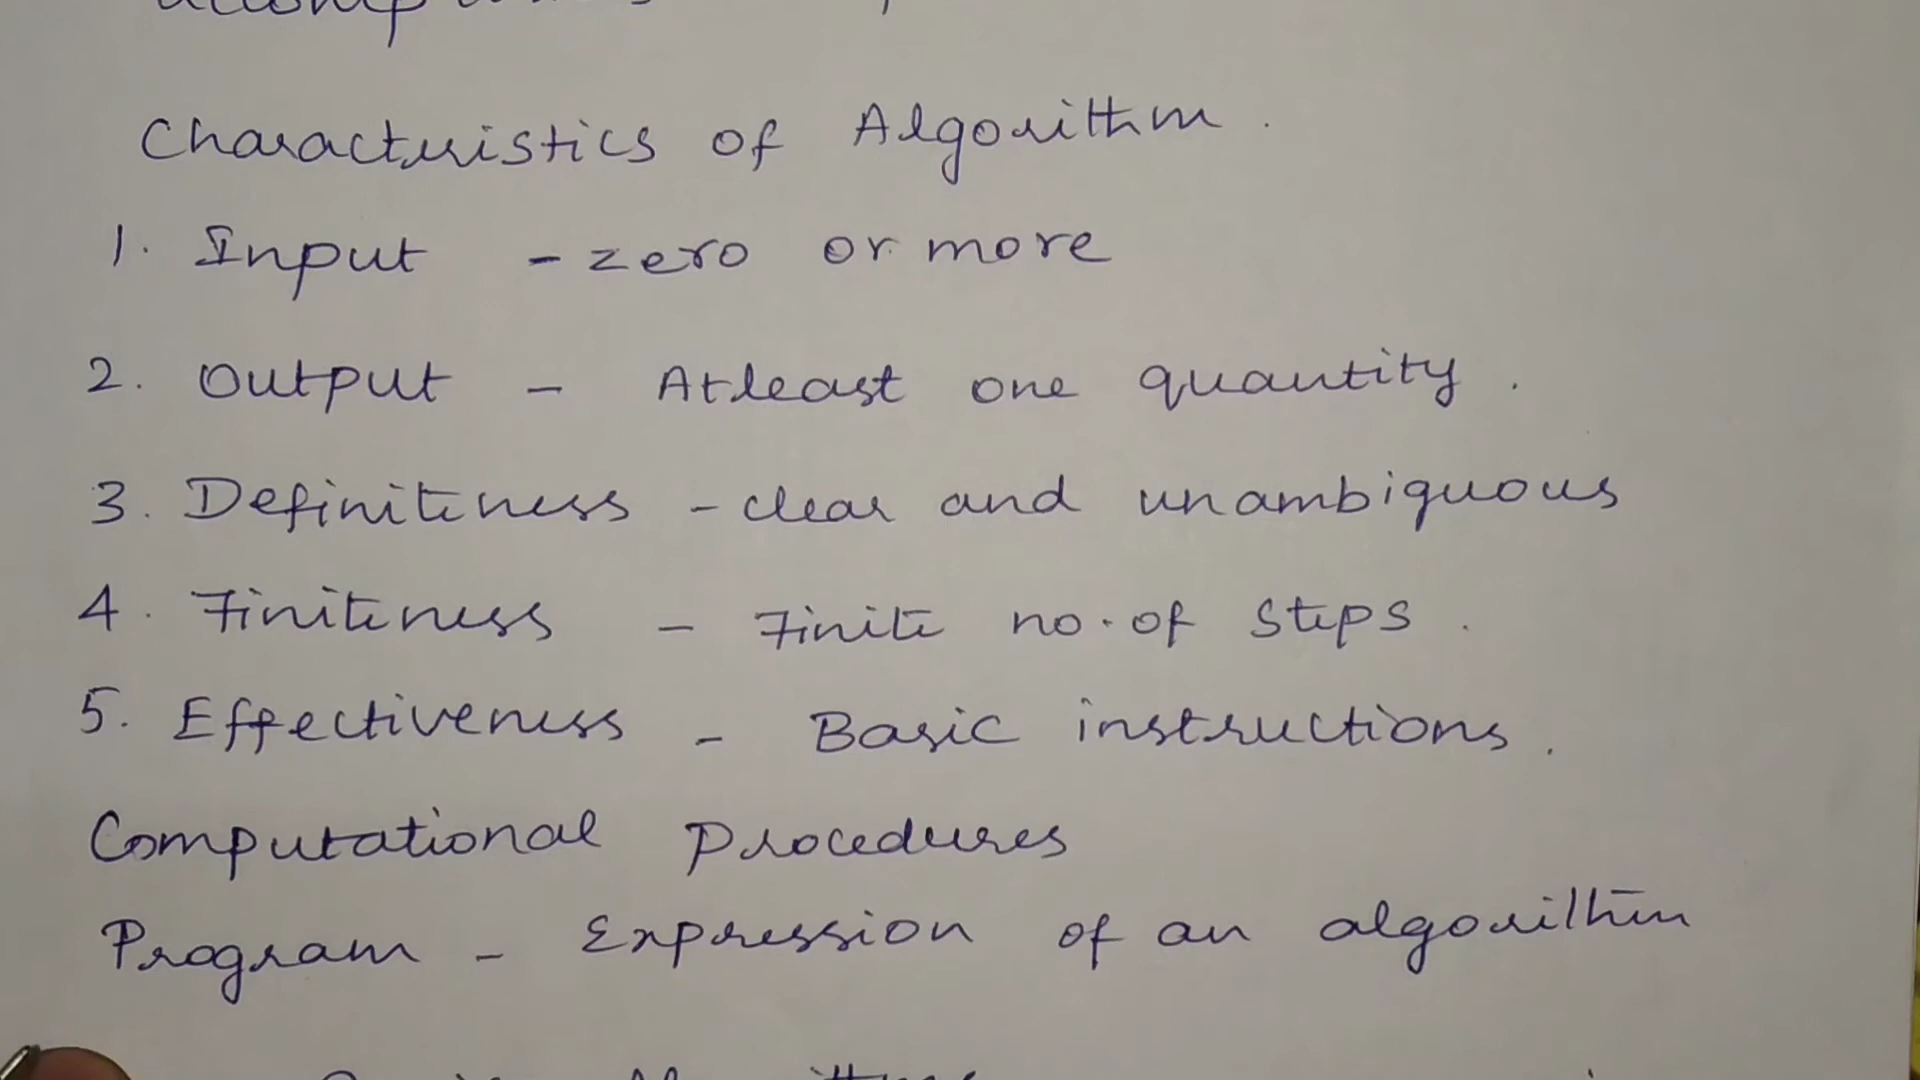 Characteristics of Algorithm.
1. Input - zero or more
2. Output - Atleast one quantity.
3. Definiteness - clear and unambiguous
4. Finiteness - Finite no. of steps.
5. Effectiveness - Basic instructions.
Computational Procedures
Program - Expression of an algorithm